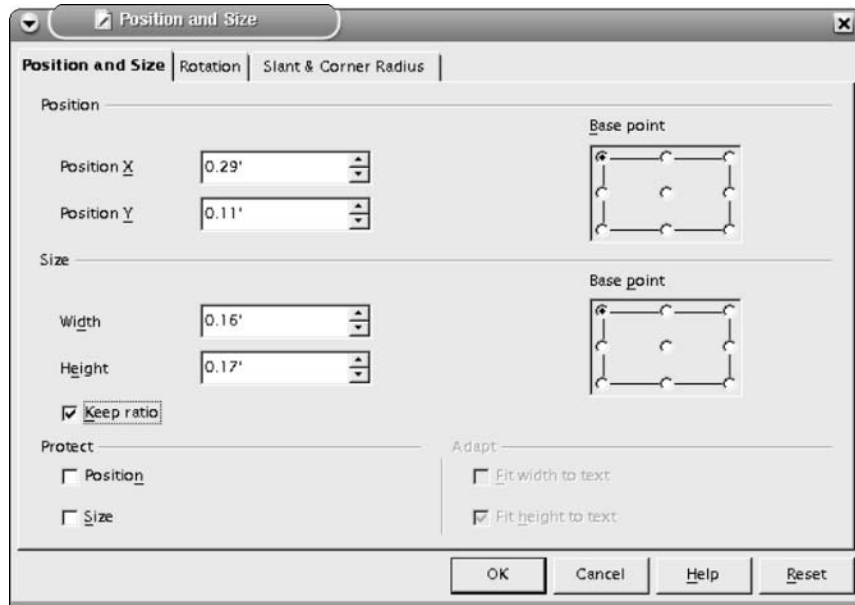 Position and Size
Position and Size Rotation Slant & Corner Radius
Position
Base point
Position X 0.29'
Position Y 0.11'
Size
Base point
Width 0.16'
Height 0.17'
Keep ratio
Protect Adapt
Position Fit width to text
Size Fit height to text
OK Cancel Help Reset